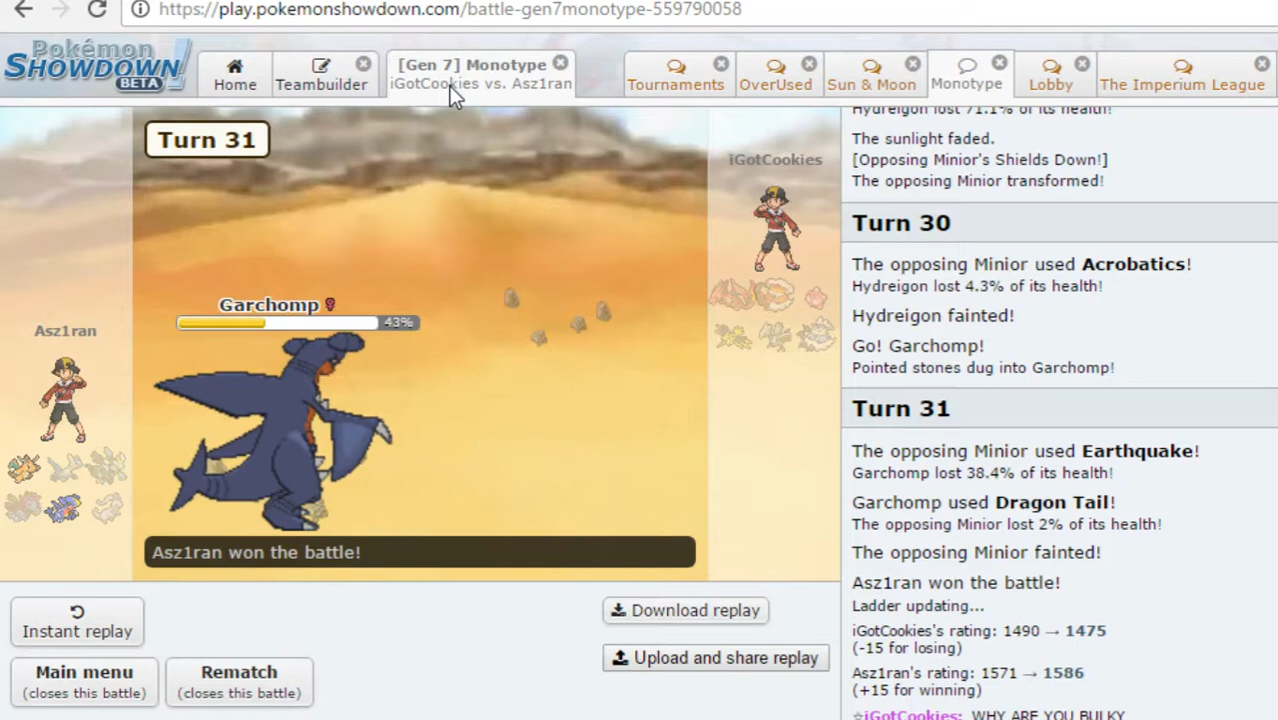 https://play.pokemonshowdown.com/battle-gen7monotype-559790058
Pokémon
SHOWDOWN!
BETA
Home
Teambuilder
[Gen 7] Monotype
iGotCookies vs. Asz1ran
Tournaments
OverUsed
Sun & Moon
Monotype
Lobby
The Imperium League
Turn 31
iGotCookies
Garchomp
43%
Asz1ran
Asz1ran won the battle!
Instant replay
Download replay
Upload and share replay
Main menu
(closes this battle)
Rematch
(closes this battle)
Hydreigon lost 71.1% of its health!
The sunlight faded.
[Opposing Minior's Shields Down!]
The opposing Minior transformed!
Turn 30
The opposing Minior used Acrobatics!
Hydreigon lost 4.3% of its health!
Hydreigon fainted!
Go! Garchomp!
Pointed stones dug into Garchomp!
Turn 31
The opposing Minior used Earthquake!
Garchomp lost 38.4% of its health!
Garchomp used Dragon Tail!
The opposing Minior lost 2% of its health!
The opposing Minior fainted!
Asz1ran won the battle!
Ladder updating...
iGotCookies's rating: 1490 → 1475
(-15 for losing)
Asz1ran's rating: 1571 → 1586
(+15 for winning)
☆iGotCookies: WHY ARE YOU BULKY